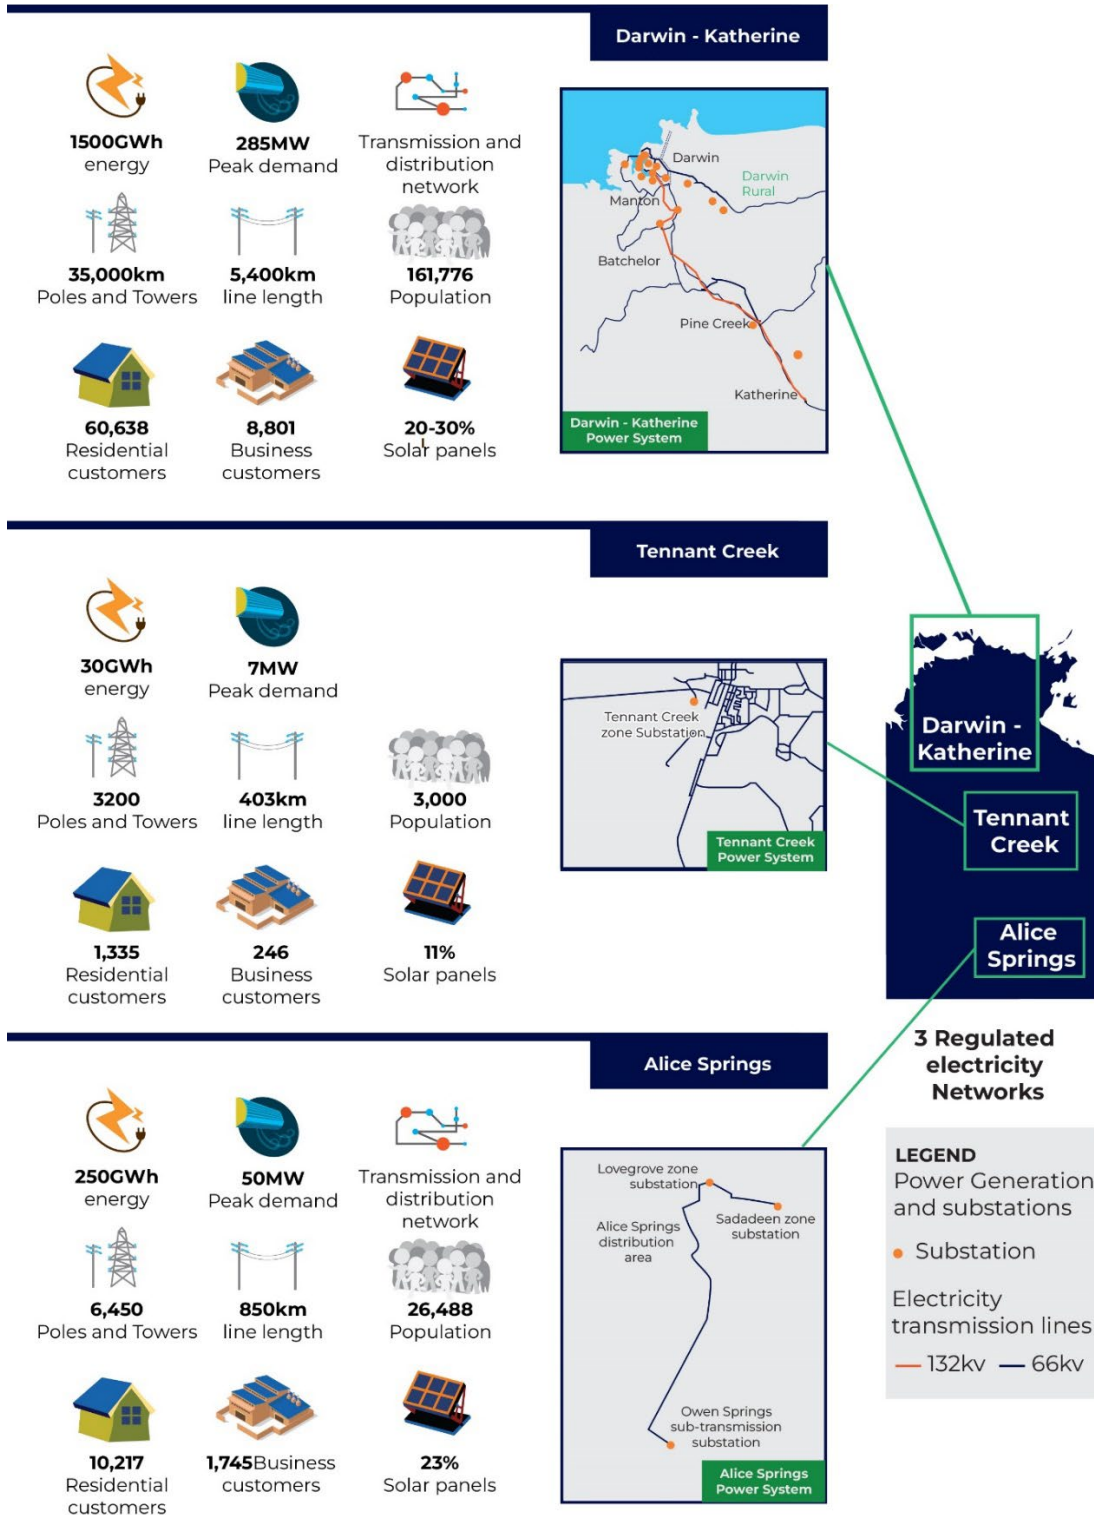 Darwin - Katherine
1500GWh
energy
285MW
Peak demand
Transmission and
distribution
network
35,000km
Poles and Towers
5,400km
line length
161,776
Population
60,638
Residential
customers
8,801
Business
customers
20-30%
Solar panels
Darwin
Darwin
Rural
Manton
Batchelor
Pine Creek
Katherine
Darwin - Katherine
Power System
Tennant Creek
30GWh
energy
7MW
Peak demand
3200
Poles and Towers
403km
line length
3,000
Population
1,335
Residential
customers
246
Business
customers
11%
Solar panels
Tennant Creek
zone Substation
Tennant Creek
Power System
Alice Springs
250GWh
energy
50MW
Peak demand
Transmission and
distribution
network
6,450
Poles and Towers
850km
line length
26,488
Population
10,217
Residential
customers
1,745Business
customers
23%
Solar panels
Lovegrove zone
substation
Sadadeen zone
substation
Alice Springs
distribution
area
Owen Springs
sub-transmission
substation
Alice Springs
Power System
Darwin -
Katherine
Tennant
Creek
Alice
Springs
3 Regulated
electricity
Networks
LEGEND
Power Generation
and substations
Substation
Electricity
transmission lines
132kv 66kv